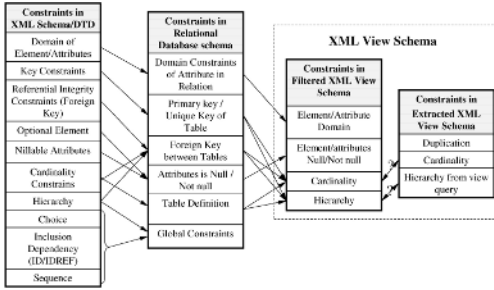 Constraints in
XML Schema/DTD
Domain of
Element/Attributes
Key Constraints
Referential Integrity
Constraints (Foreign
Key)
Optional Element
Nillable Attributes
Cardinality
Constrains
Hierarchy
Choice
Inclusion
Dependency
(ID/IDREF)
Sequence
Constraints in
Relational
Database schema
Domain Constraints
of Attribute in
Relation
Primary key /
Unique Key of
Table
Foreign Key
between Tables
Attributes is Null /
Not null
Table Definition
Global Constraints
XML View Schema
Constraints in
Filtered XML View
Schema
Element/Attribute
Domain
Element/attributes
Null/Not null
Cardinality
Hierarchy
?
?
Constraints in
Extracted XML
View Schema
Duplication
Cardinality
Hierarchy from view
query